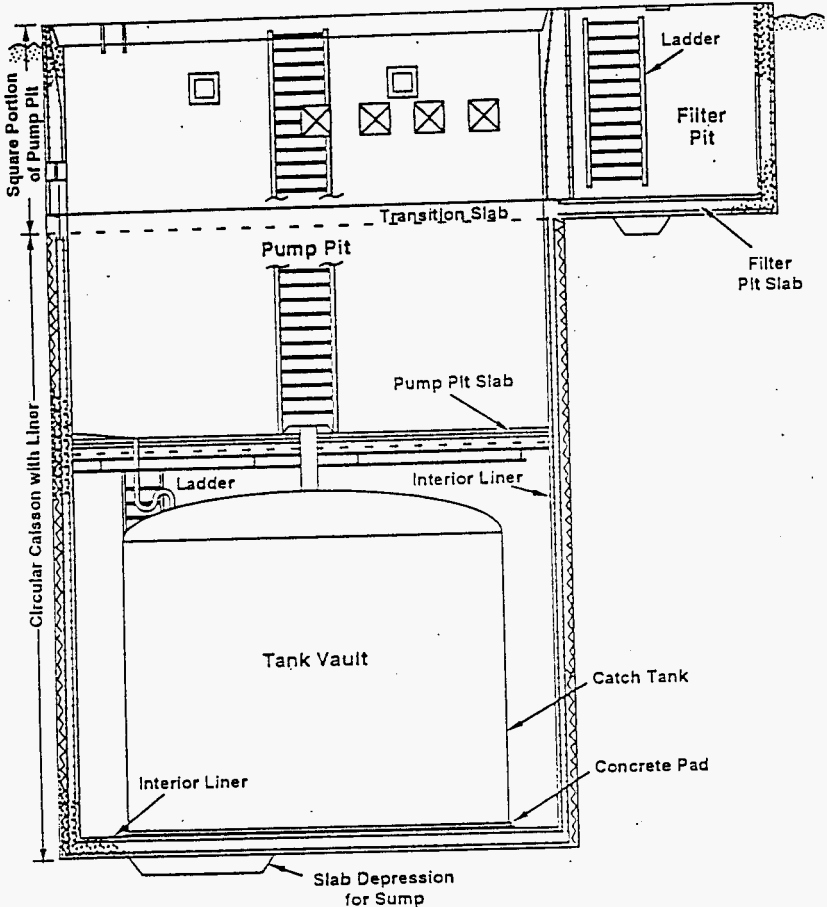 Square Portion
of Pump Pit
Ladder
Filter
Pit
Transition Slab
Pump Pit
Filter
Pit Slab
Pump Pit Slab
Ladder
Interior Liner
Circular Caisson with Liner
Tank Vault
Catch Tank
Concrete Pad
Interior Liner
Slab Depression
for Sump